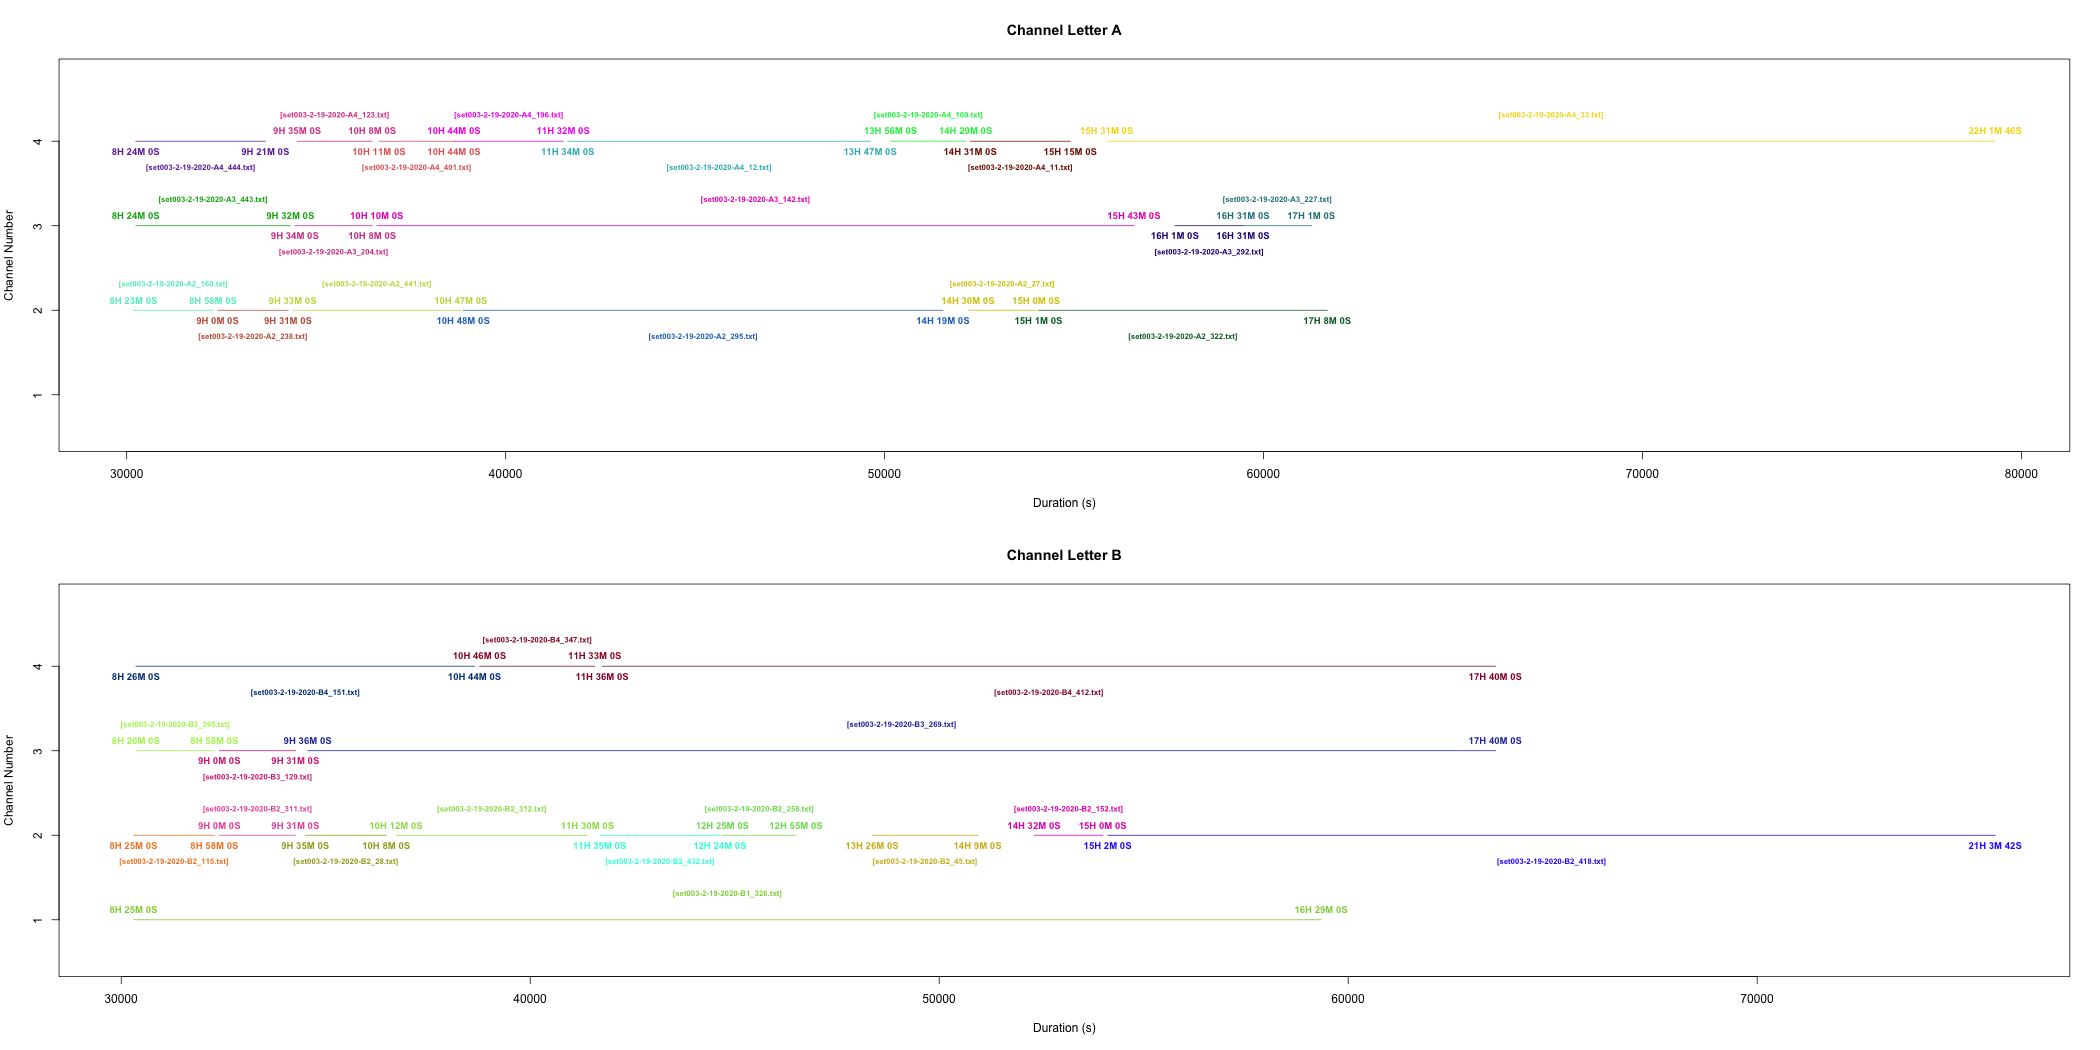 Channel Letter A
[set003-2-19-2020-A4_123.txt] [set003-2-19-2020-A4_196.txt] [set003-2-19-2020-A4_109.txt] [set003-2-19-2020-A4_33.txt]
9H 35M 0S 10H 8M 0S 10H 44M 0S 11H 32M 0S 13H 56M 0S 14H 29M 0S 15H 31M 0S 22H 1M 46S
4
8H 24M 0S 9H 21M 0S 10H 11M 0S 10H 44M 0S 11H 34M 0S 13H 47M 0S 14H 31M 0S 15H 15M 0S
[set003-2-19-2020-A4_444.txt] [set003-2-19-2020-A4_401.txt] [set003-2-19-2020-A4_12.txt] [set003-2-19-2020-A4_11.txt]
[set003-2-19-2020-A3_443.txt] [set003-2-19-2020-A3_142.txt] [set003-2-19-2020-A3_227.txt]
8H 24M 0S 9H 32M 0S 10H 10M 0S 15H 43M 0S 16H 31M 0S 17H 1M 0S
3
9H 34M 0S 10H 8M 0S 16H 1M 0S 16H 31M 0S
[set003-2-19-2020-A3_204.txt] [set003-2-19-2020-A3_292.txt]
Channel Number
[set003-2-19-2020-A2_160.txt] [set003-2-19-2020-A2_441.txt] [set003-2-19-2020-A2_27.txt]
8H 23M 0S 8H 58M 0S 9H 33M 0S 10H 47M 0S 14H 30M 0S 15H 0M 0S
2
9H 0M 0S 9H 31M 0S 10H 48M 0S 14H 19M 0S 15H 1M 0S 17H 8M 0S
[set003-2-19-2020-A2_238.txt] [set003-2-19-2020-A2_295.txt] [set003-2-19-2020-A2_322.txt]
1
30000 40000 50000 60000 70000 80000
Duration (s)
Channel Letter B
[set003-2-19-2020-B4_347.txt]
10H 46M 0S 11H 33M 0S
4
8H 26M 0S 10H 44M 0S 11H 36M 0S 17H 40M 0S
[set003-2-19-2020-B4_151.txt] [set003-2-19-2020-B4_412.txt]
[set003-2-19-2020-B3_395.txt] [set003-2-19-2020-B3_269.txt]
8H 26M 0S 8H 58M 0S 9H 36M 0S 17H 40M 0S
3
9H 0M 0S 9H 31M 0S
[set003-2-19-2020-B3_129.txt]
Channel Number
[set003-2-19-2020-B2_311.txt] [set003-2-19-2020-B2_312.txt] [set003-2-19-2020-B2_258.txt] [set003-2-19-2020-B2_152.txt]
9H 0M 0S 9H 31M 0S 10H 12M 0S 11H 30M 0S 12H 25M 0S 12H 55M 0S 14H 32M 0S 15H 0M 0S
2
8H 25M 0S 8H 58M 0S 9H 35M 0S 10H 8M 0S 11H 35M 0S 12H 24M 0S 13H 26M 0S 14H 9M 0S 15H 2M 0S 21H 3M 42S
[set003-2-19-2020-B2_115.txt] [set003-2-19-2020-B2_28.txt] [set003-2-19-2020-B2_432.txt] [set003-2-19-2020-B2_45.txt] [set003-2-19-2020-B2_418.txt]
[set003-2-19-2020-B1_326.txt]
8H 25M 0S 16H 29M 0S
1
30000 40000 50000 60000 70000
Duration (s)